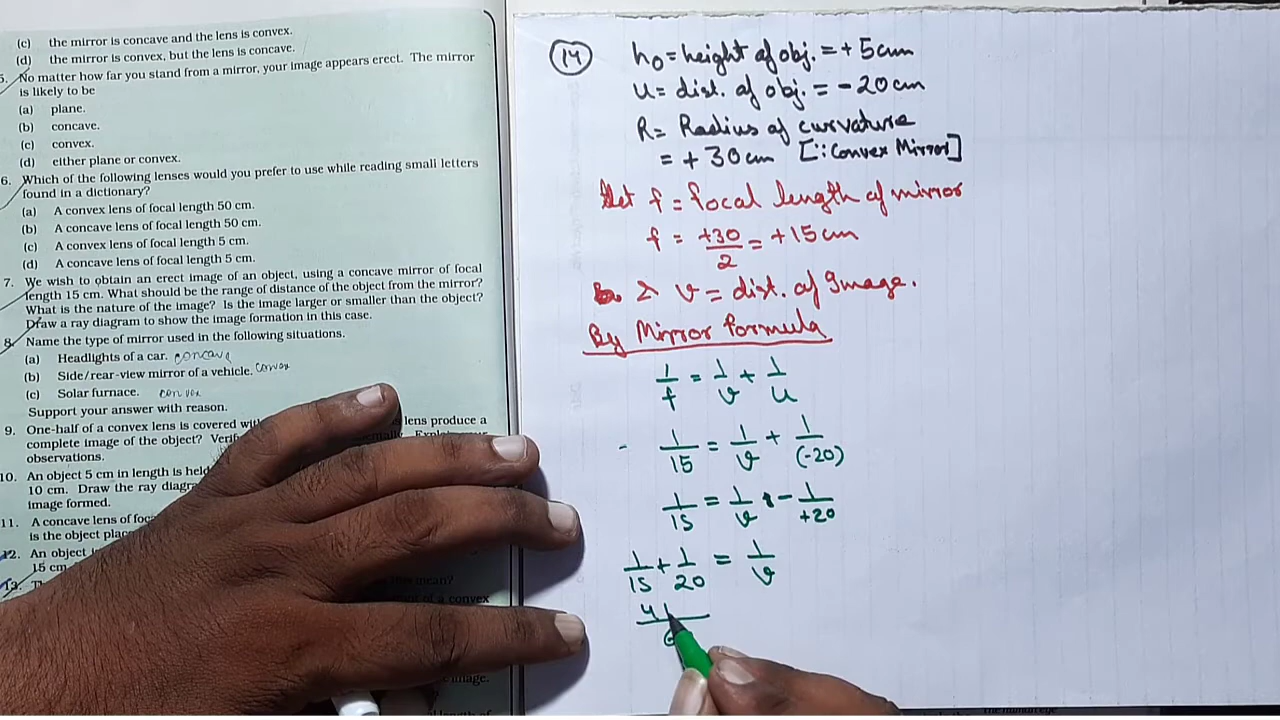 (c) the mirror is concave and the lens is convex.
(d) the mirror is convex, but the lens is concave.
5. No matter how far you stand from a mirror, your image appears erect. The mirror
is likely to be
(a) plane.
(b) concave.
(c) convex.
(d) either plane or convex.
6. Which of the following lenses would you prefer to use while reading small letters
found in a dictionary?
(a) A convex lens of focal length 50 cm.
(b) A concave lens of focal length 50 cm.
(c) A convex lens of focal length 5 cm.
(d) A concave lens of focal length 5 cm.
7. We wish to obtain an erect image of an object, using a concave mirror of focal
length 15 cm. What should be the range of distance of the object from the mirror?
What is the nature of the image? Is the image larger or smaller than the object?
Draw a ray diagram to show the image formation in this case.
8. Name the type of mirror used in the following situations.
(a) Headlights of a car. concave
(b) Side/rear-view mirror of a vehicle. convex
(c) Solar furnace. convex
Support your answer with reason.
9. One-half of a convex lens is covered lens produce a
complete image of the object?
observations.
10. An object 5 cm in length is held
10 cm. Draw the ray
image formed.
11. A concave lens of
is the object
12. An object
15 cm
13.
mean?
convex
image.
14 h₀ = height of obj. = +5cm
u = dist. of obj. = -20cm
R = Radius of curvature
= +30cm [∵ Convex Mirror]
Let f = focal length of mirror
f = +30/2 = +15cm
& v = dist. of Image.
By Mirror formula
1/f = 1/v + 1/u
1/15 = 1/v + 1/(-20)
1/15 = 1/v - 1/+20
1/15 + 1/20 = 1/v
4